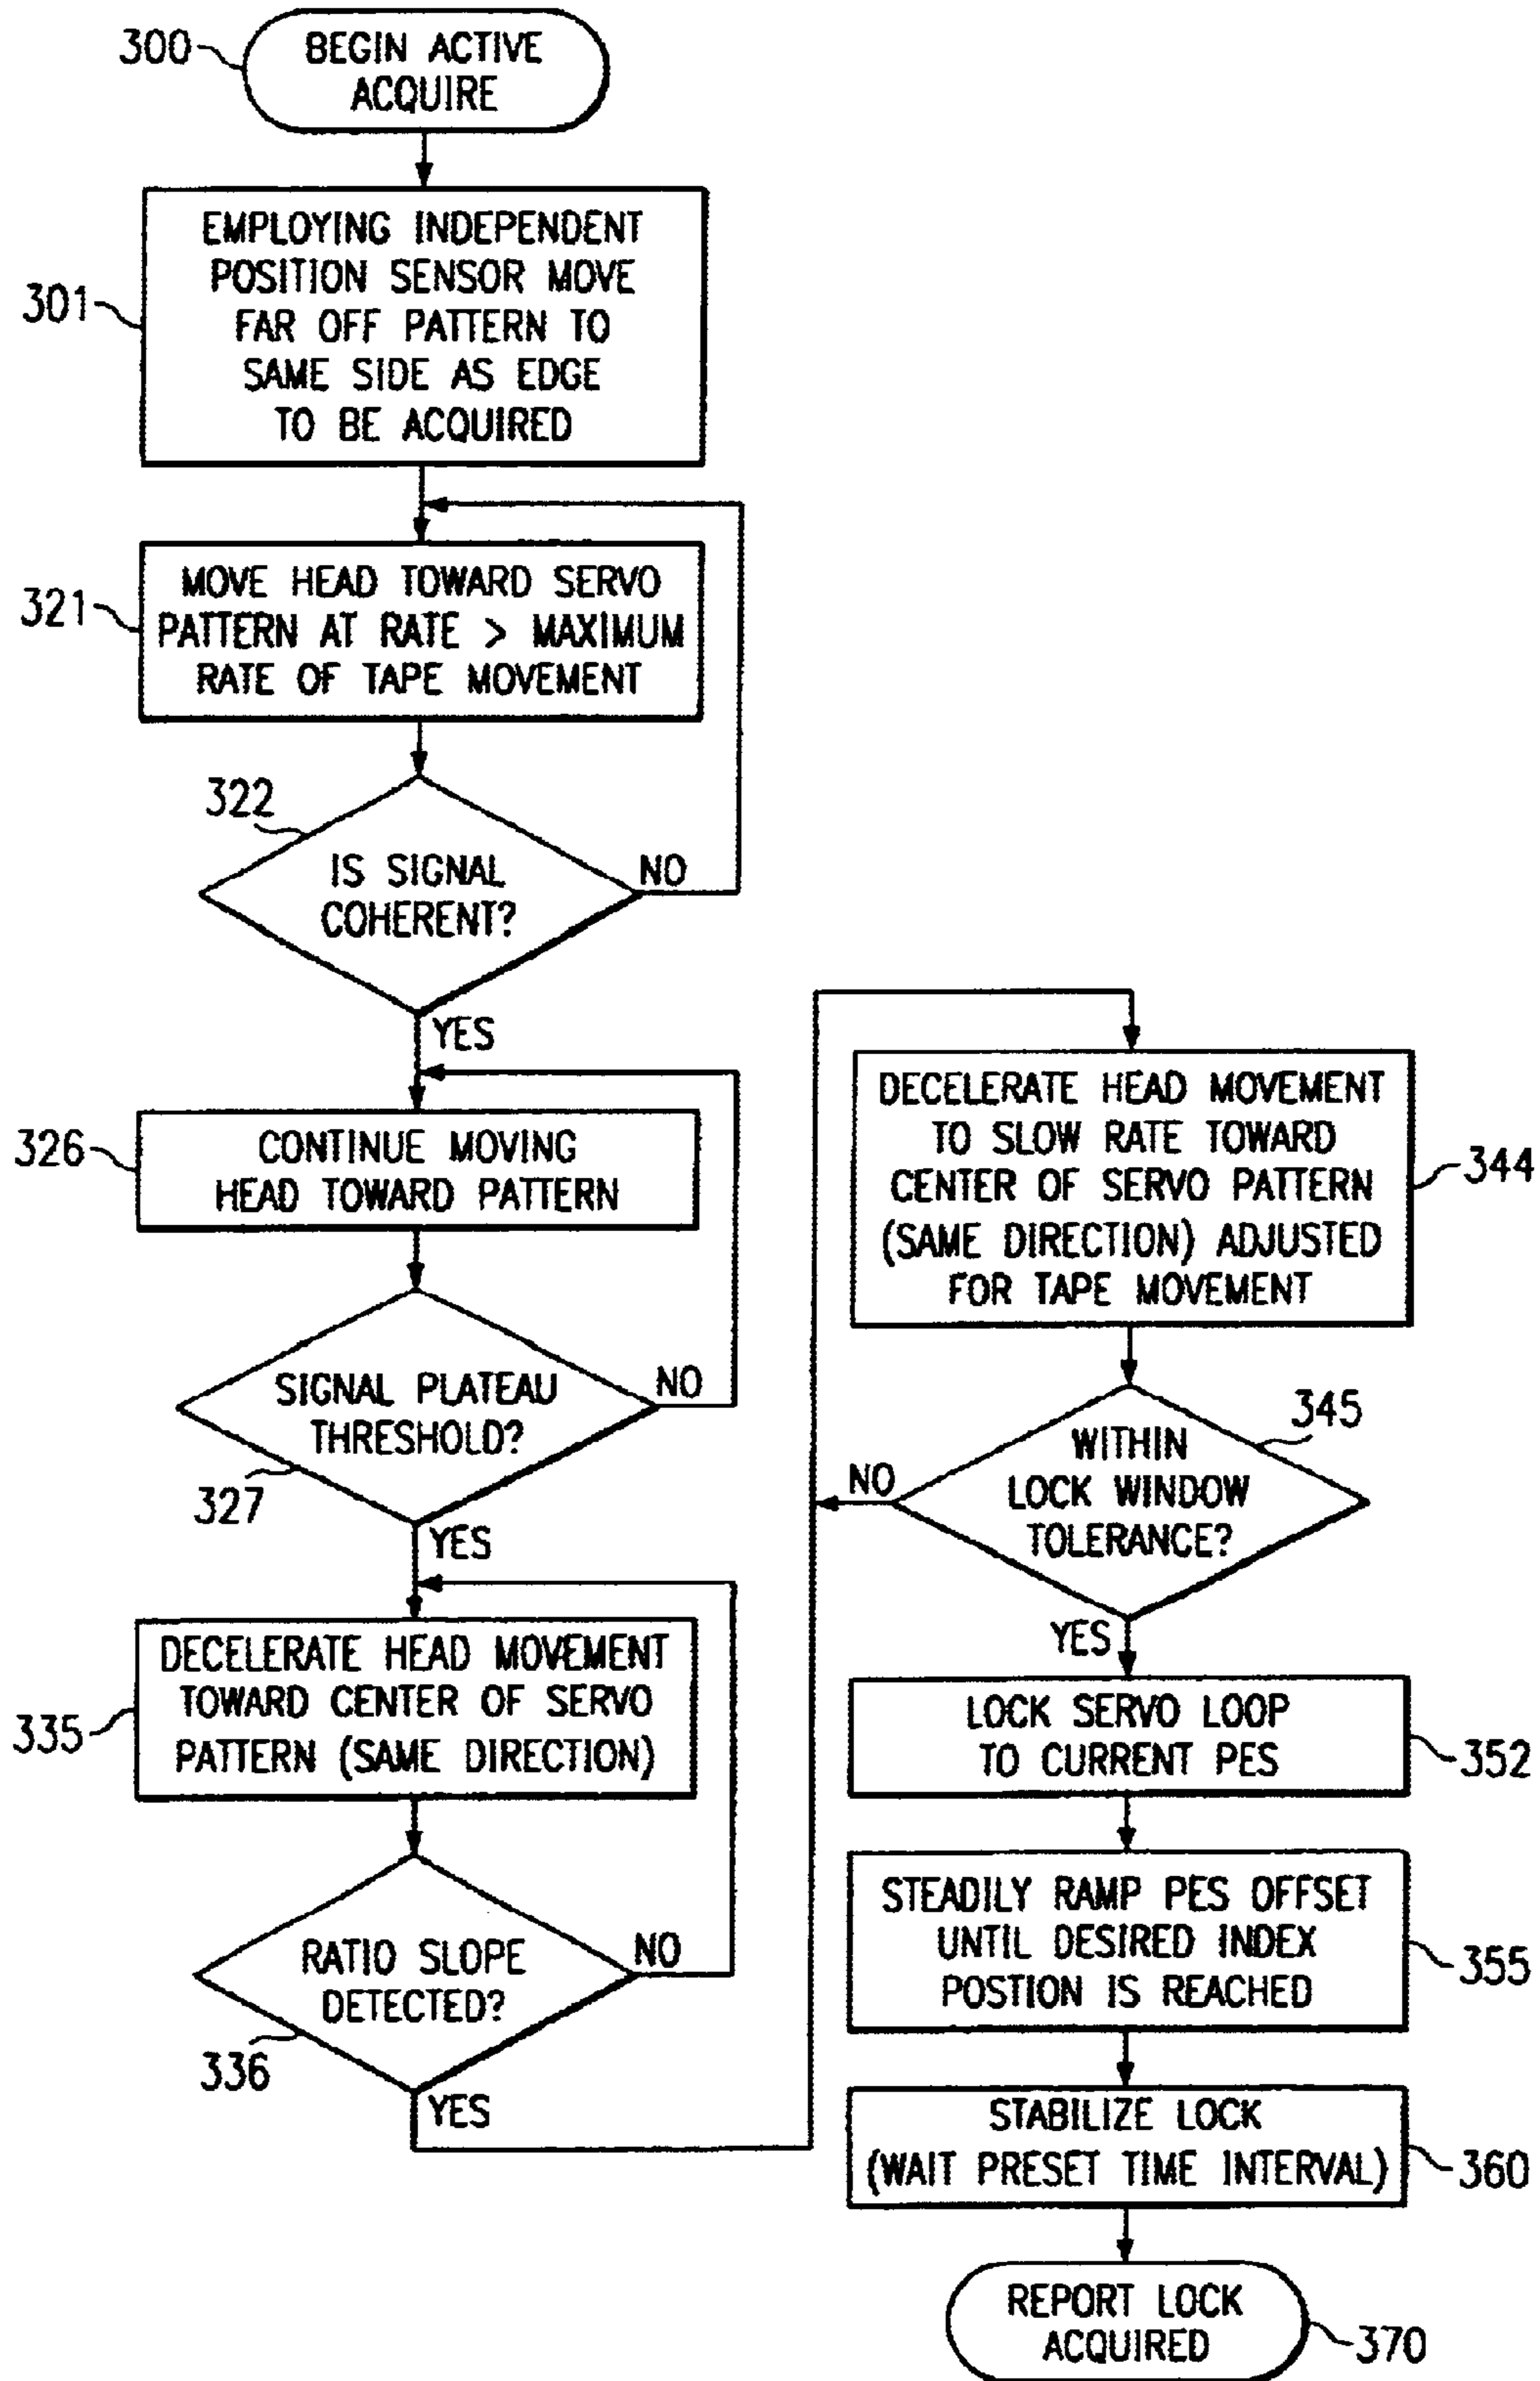 300
BEGIN ACTIVE
ACQUIRE
301
EMPLOYING INDEPENDENT
POSITION SENSOR MOVE
FAR OFF PATTERN TO
SAME SIDE AS EDGE
TO BE ACQUIRED
321
MOVE HEAD TOWARD SERVO
PATTERN AT RATE > MAXIMUM
RATE OF TAPE MOVEMENT
322
IS SIGNAL
COHERENT?
NO
YES
326
CONTINUE MOVING
HEAD TOWARD PATTERN
SIGNAL PLATEAU
THRESHOLD?
NO
327
YES
335
DECELERATE HEAD MOVEMENT
TOWARD CENTER OF SERVO
PATTERN (SAME DIRECTION)
RATIO SLOPE
DETECTED?
NO
336
YES
DECELERATE HEAD MOVEMENT
TO SLOW RATE TOWARD
CENTER OF SERVO PATTERN
(SAME DIRECTION) ADJUSTED
FOR TAPE MOVEMENT
344
345
WITHIN
LOCK WINDOW
TOLERANCE?
NO
YES
LOCK SERVO LOOP
TO CURRENT PES
352
STEADILY RAMP PES OFFSET
UNTIL DESIRED INDEX
POSTION IS REACHED
355
STABILIZE LOCK
(WAIT PRESET TIME INTERVAL)
360
REPORT LOCK
ACQUIRED
370